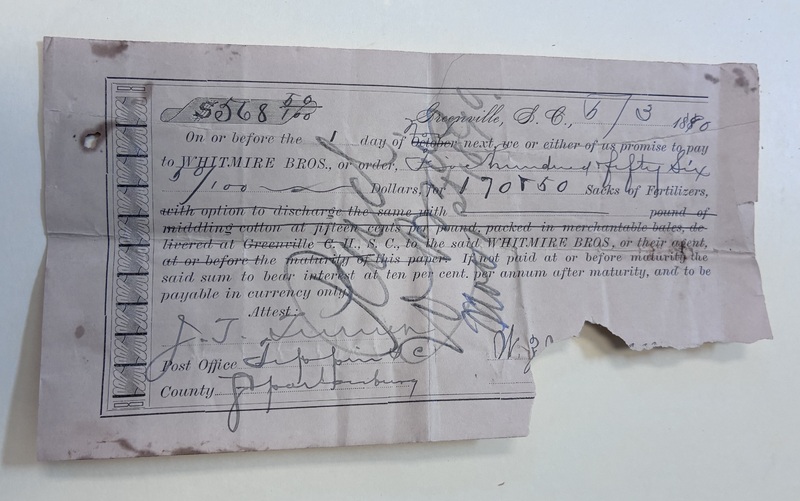 $568 50/100 Greenville, S. C., 5/3 1880
On or before the 1 day of October next, we or either of us promise to pay
to WHITMIRE BROS., or order, hundred & fifty Six
50/100 Dollars, for 170850 Sacks of Fertilizers,
with option to discharge the same with pound of
middling cotton at fifteen cents per pound, packed in merchantable bales, de-
livered at Greenville C. H., S. C., to the said WHITMIRE BROS, or their agent,
at or before the maturity of this paper. If not paid at or before maturity the
said sum to bear interest at ten per cent. per annum after maturity, and to be
payable in currency only.
Attest:
J. T.
Post Office
County Spartanburg